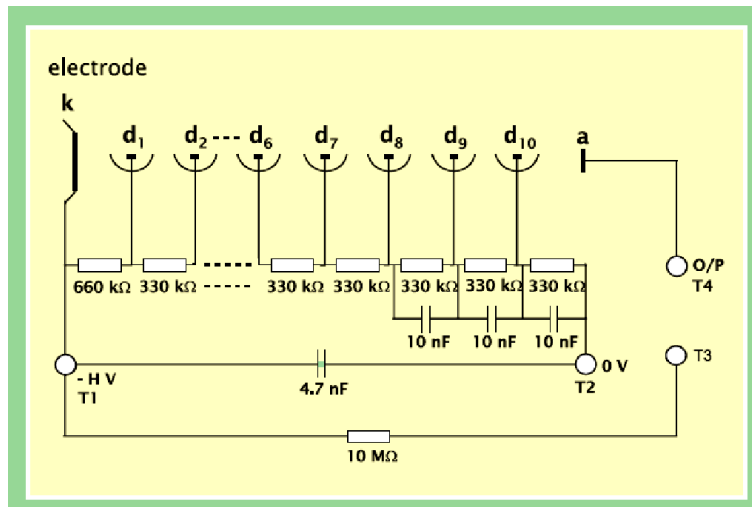 electrode
k
d1 d2 ---- d6 d7 d8 d9 d10 a
O/P
T4
660 kΩ 330 kΩ ----- 330 kΩ 330 kΩ 330 kΩ 330 kΩ 330 kΩ
10 nF 10 nF 10 nF
T3
- H V
T1
4.7 nF
0 V
T2
10 MΩ